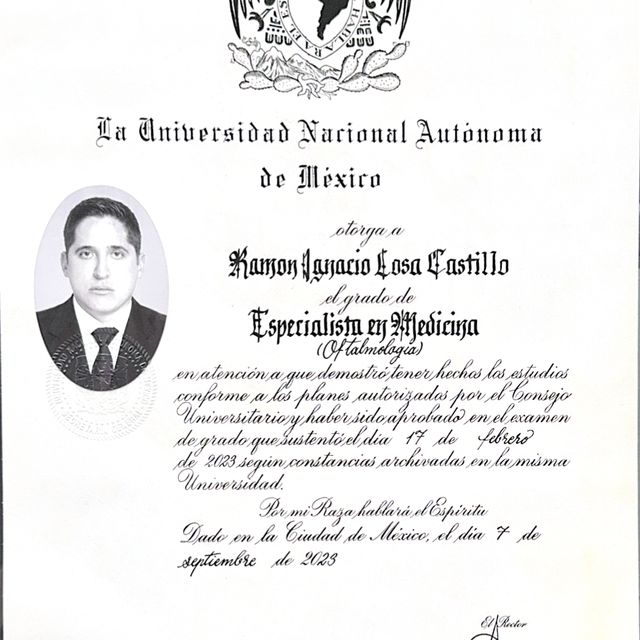 HABLARA EL ES
La Universidad Nacional Autónoma
de México
otorga a
Ramon Ignacio Cosa Castillo
el grado de
Especialista en Medicina
(Oftalmología)
en atención a que demostró tener hechos los estudios
conforme a los planes autorizados por el Consejo
Universitario y haber sido aprobado en el examen
de grado que sustentó el día 17 de febrero
de 2023 según constancias archivadas en la misma
Universidad.
Por mi Raza hablará el Espíritu
Dado en la Ciudad de México, el día 7 de
septiembre de 2023
El Rector